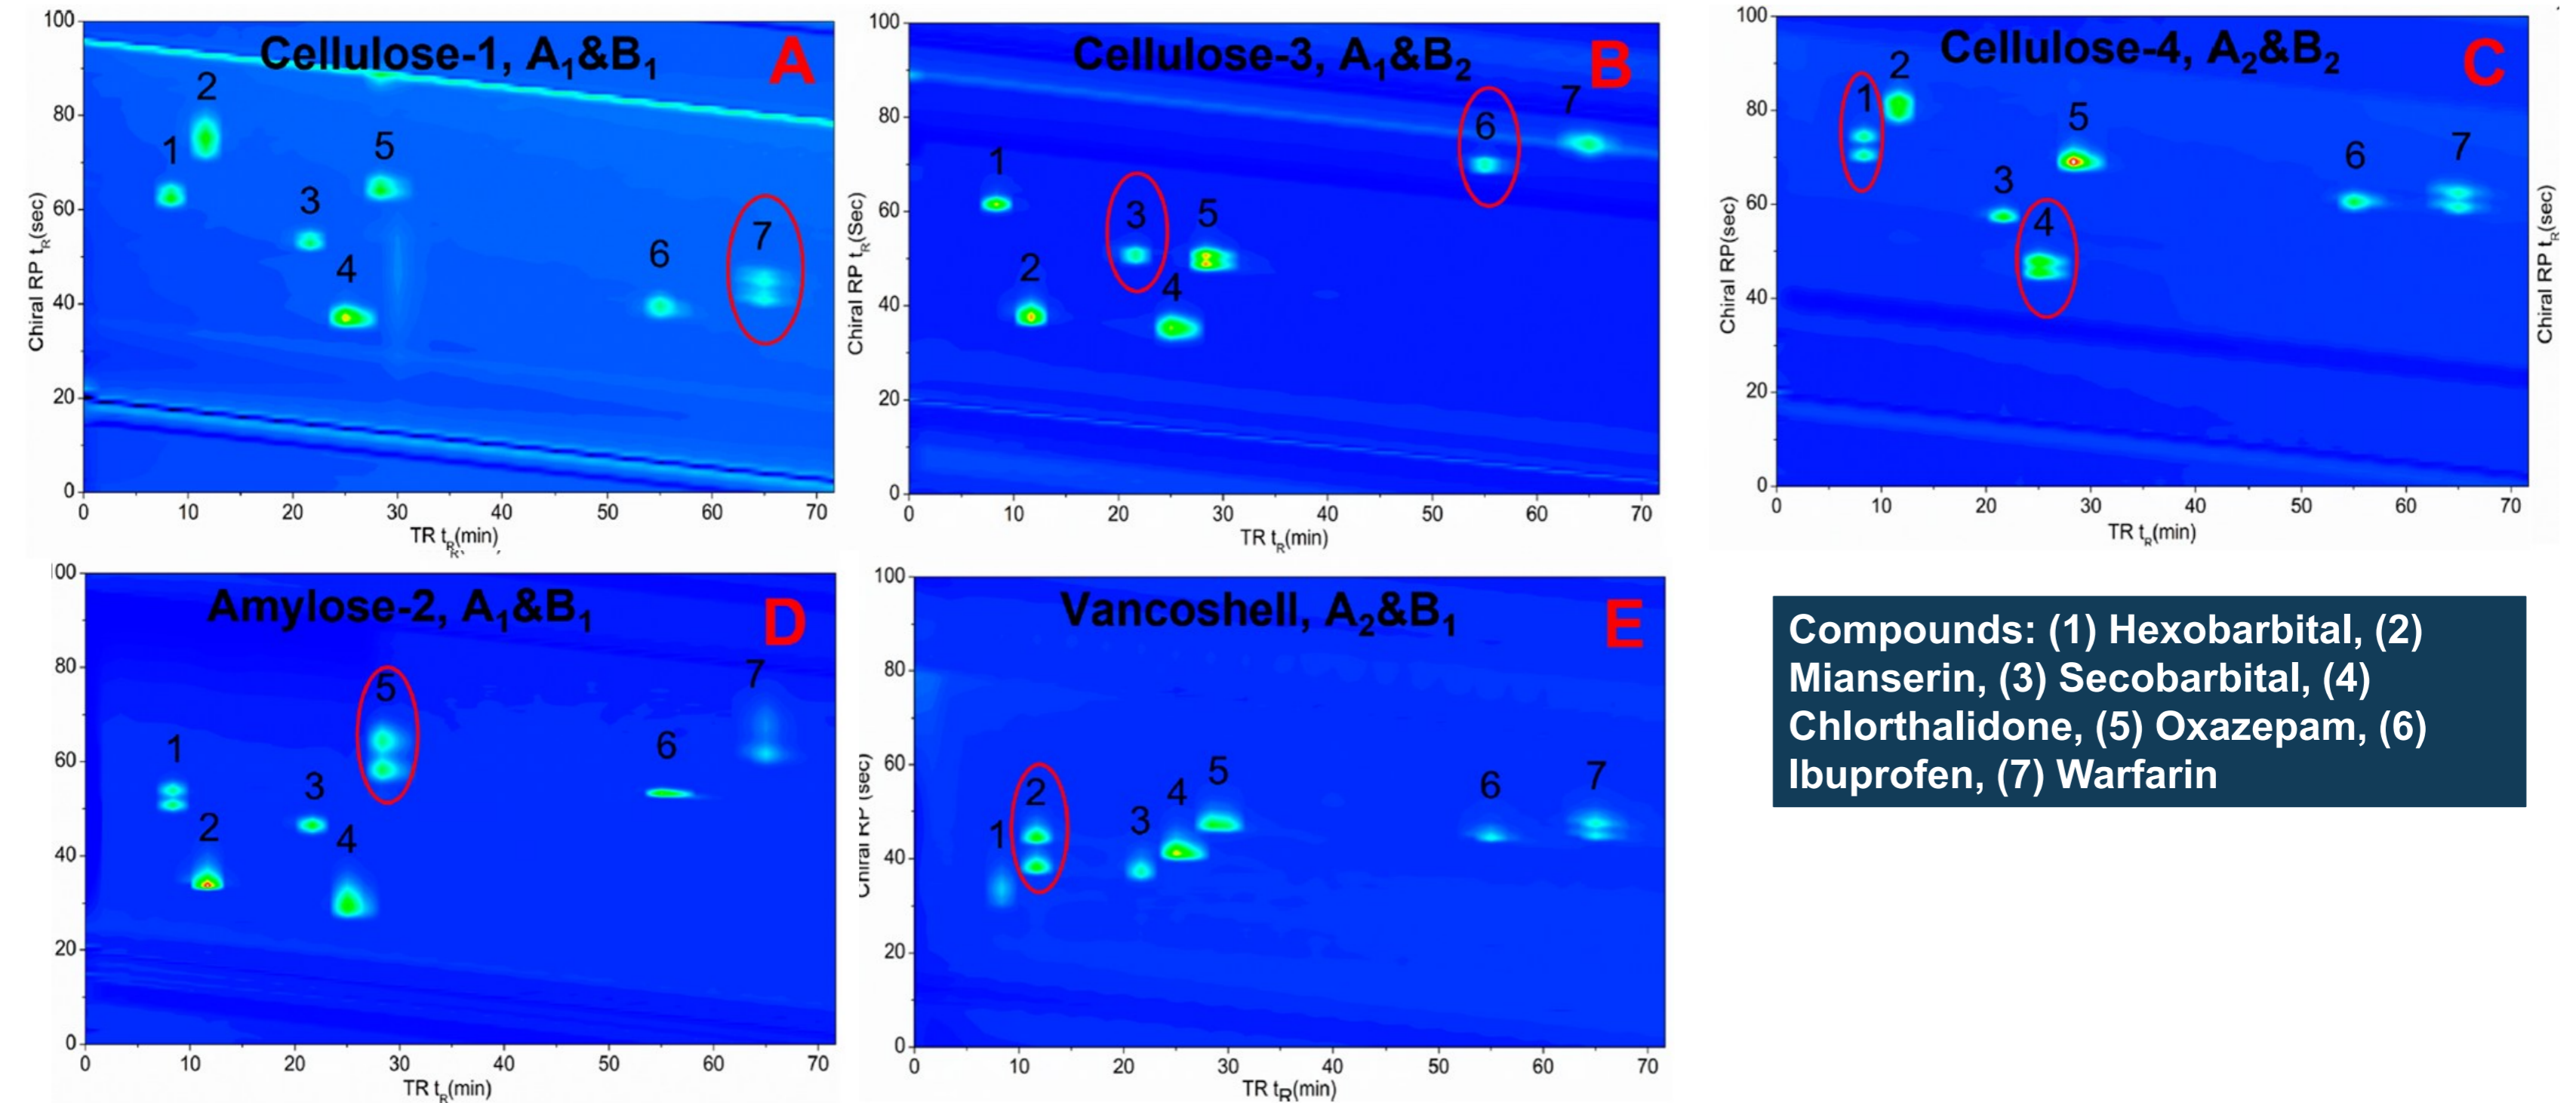 Cellulose-1, A1&B1
A
100
80
60
40
20
0
Chiral RP tR(sec)
1
2
3
4
5
6
7
0 10 20 30 40 50 60 70
TR tR(min)
Cellulose-3, A1&B2
B
100
80
60
40
20
0
Chiral RP tR(Sec)
1
2
3
4
5
6
7
0 10 20 30 40 50 60 70
TR tR(min)
Cellulose-4, A2&B2
C
100
80
60
40
20
0
Chiral RP(sec)
1
2
3
4
5
6
7
0 10 20 30 40 50 60 70
TR tR(min)
Chiral RP tR(sec)
Amylose-2, A1&B1
D
00
80
60
40
20
0
1
2
3
4
5
6
7
0 10 20 30 40 50 60 70
TR tR(min)
Vancoshell, A2&B1
E
100
80
60
40
20
0
Chiral RP (sec)
1
2
3
4
5
6
7
0 10 20 30 40 50 60 70
TR tR(min)
Compounds: (1) Hexobarbital, (2)
Mianserin, (3) Secobarbital, (4)
Chlorthalidone, (5) Oxazepam, (6)
Ibuprofen, (7) Warfarin